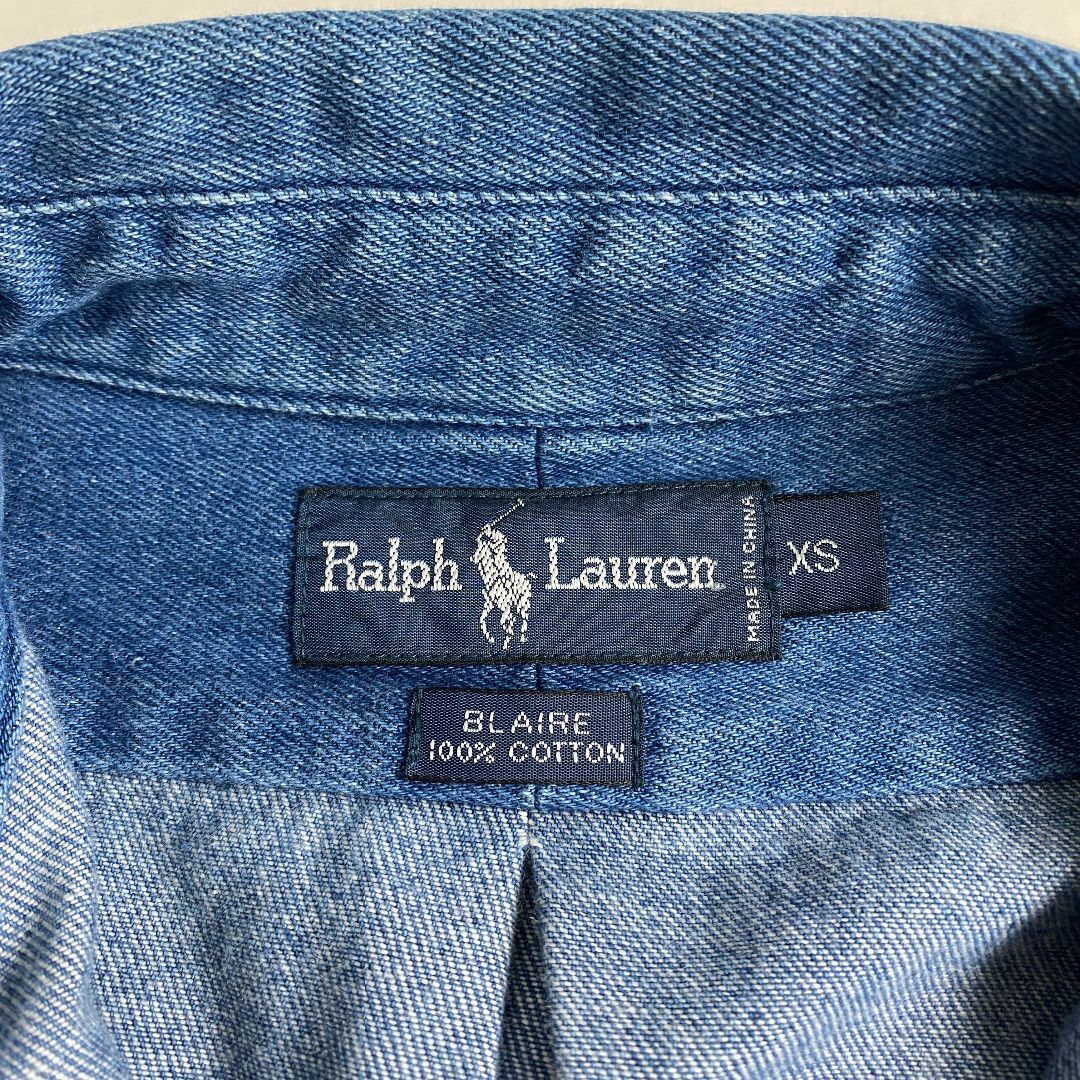 Ralph Lauren
MADE IN CHINA
XS
BLAIRE
100% COTTON